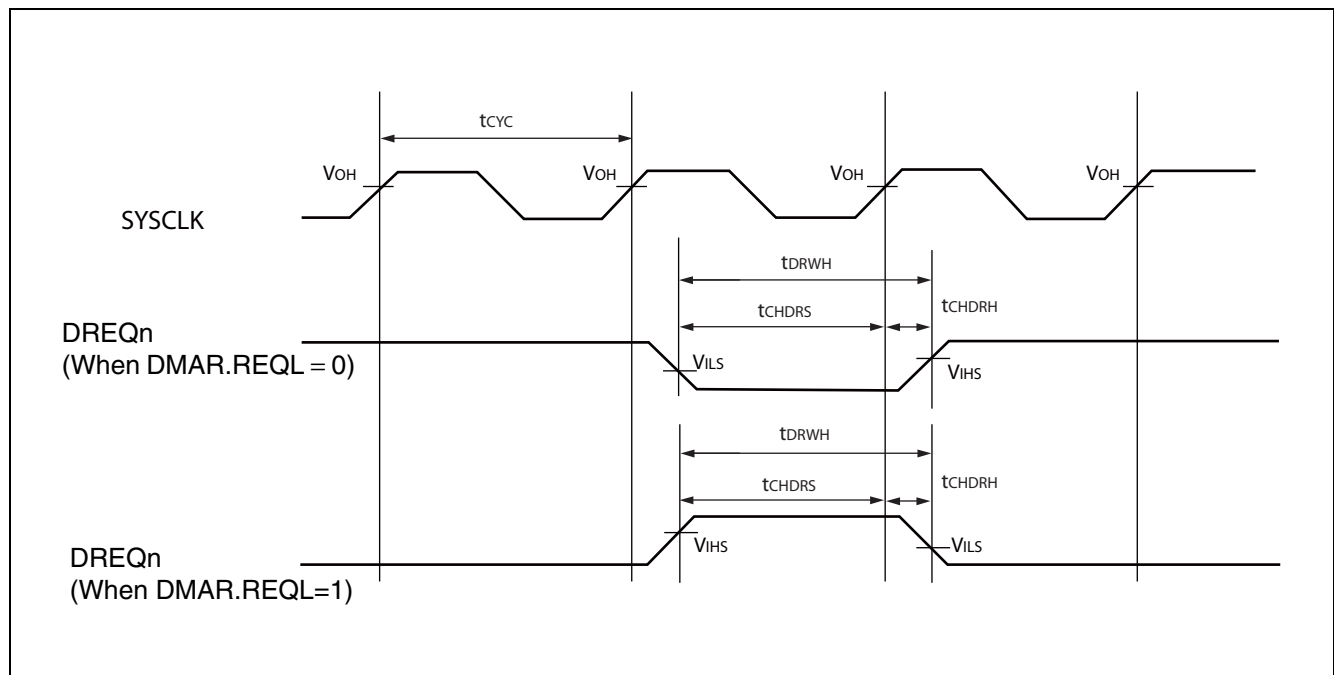 tCYC
VOH VOH VOH VOH
SYSCLK
tDRWH
tCHDRS tCHDRH
DREQn
(When DMAR.REQL = 0)
VILS VIHS
tDRWH
tCHDRS tCHDRH
VIHS VILS
DREQn
(When DMAR.REQL=1)